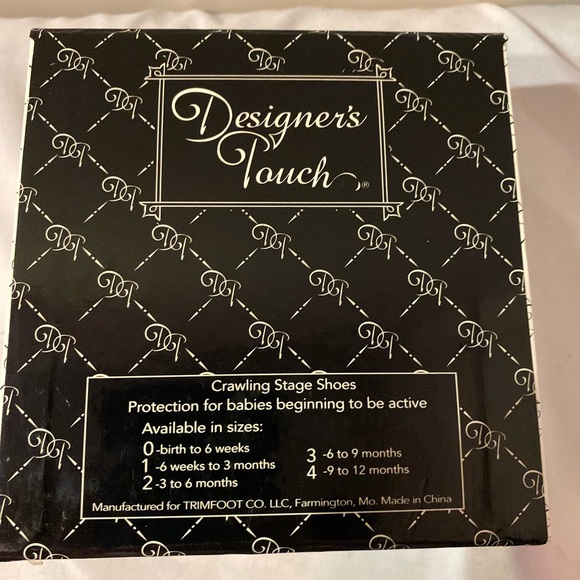 Designer's
Touch®
Crawling Stage Shoes
Protection for babies beginning to be active
Available in sizes:
0 -birth to 6 weeks
1 -6 weeks to 3 months
2 -3 to 6 months
3 -6 to 9 months
4 -9 to 12 months
Manufactured for TRIMFOOT CO. LLC, Farmington, Mo. Made in China